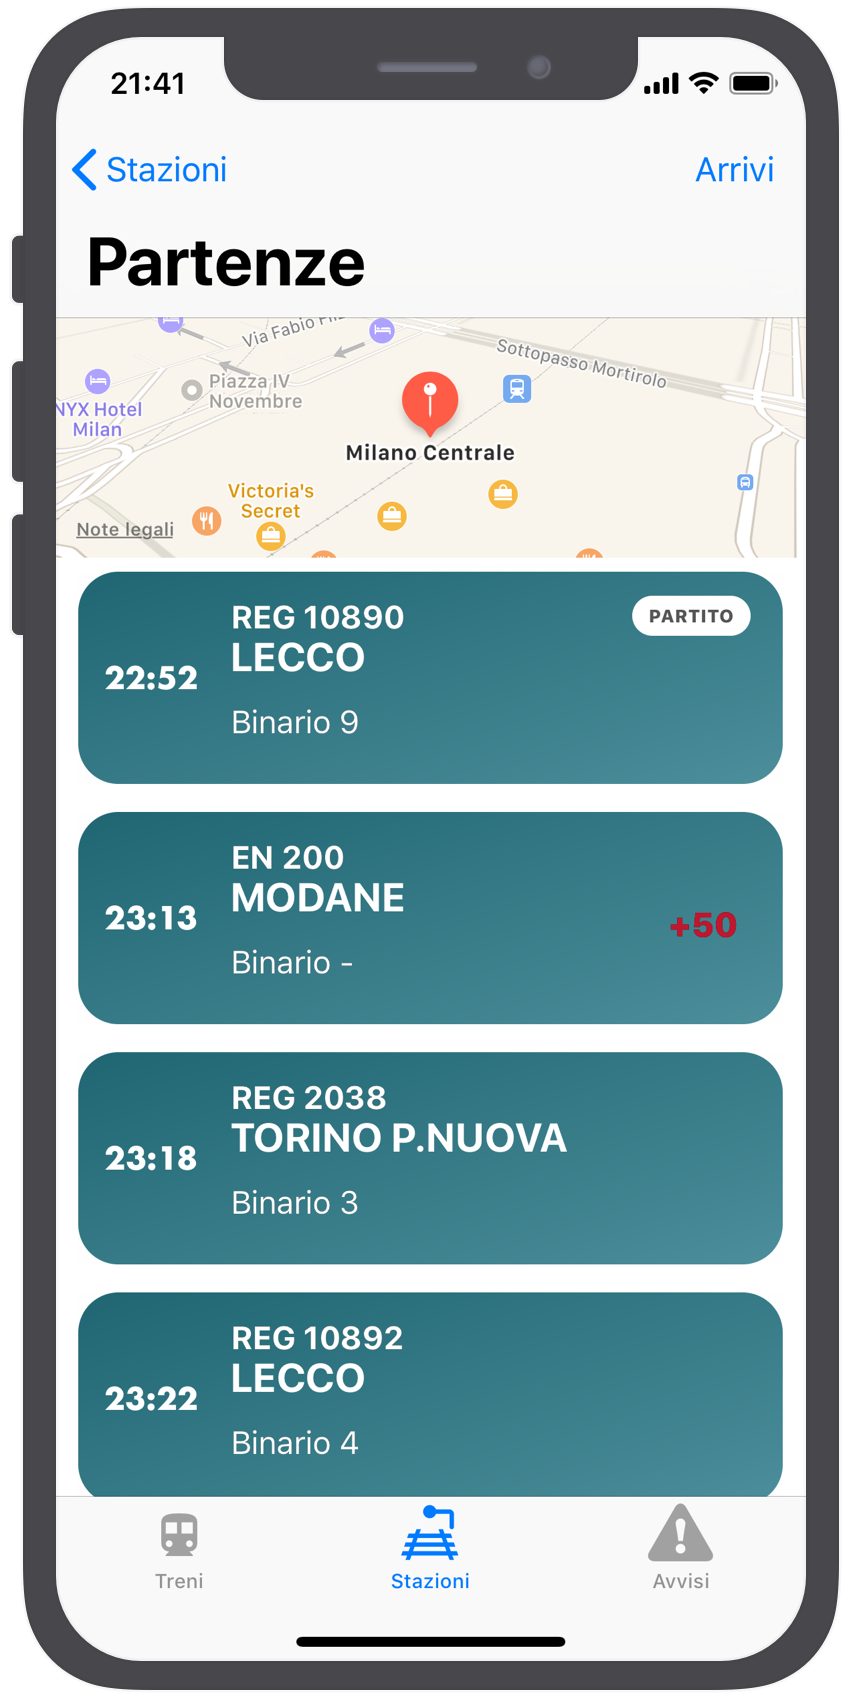 21:41
Stazioni
Arrivi
Partenze
Via Fabio
Sottopasso Mortirolo
Piazza IV
Novembre
NYX Hotel
Milan
Milano Centrale
Victoria's
Secret
Note legali
REG 10890
PARTITO
LECCO
22:52
Binario 9
EN 200
MODANE
23:13
+50
Binario -
REG 2038
TORINO P.NUOVA
23:18
Binario 3
REG 10892
LECCO
23:22
Binario 4
Treni
Stazioni
Avvisi